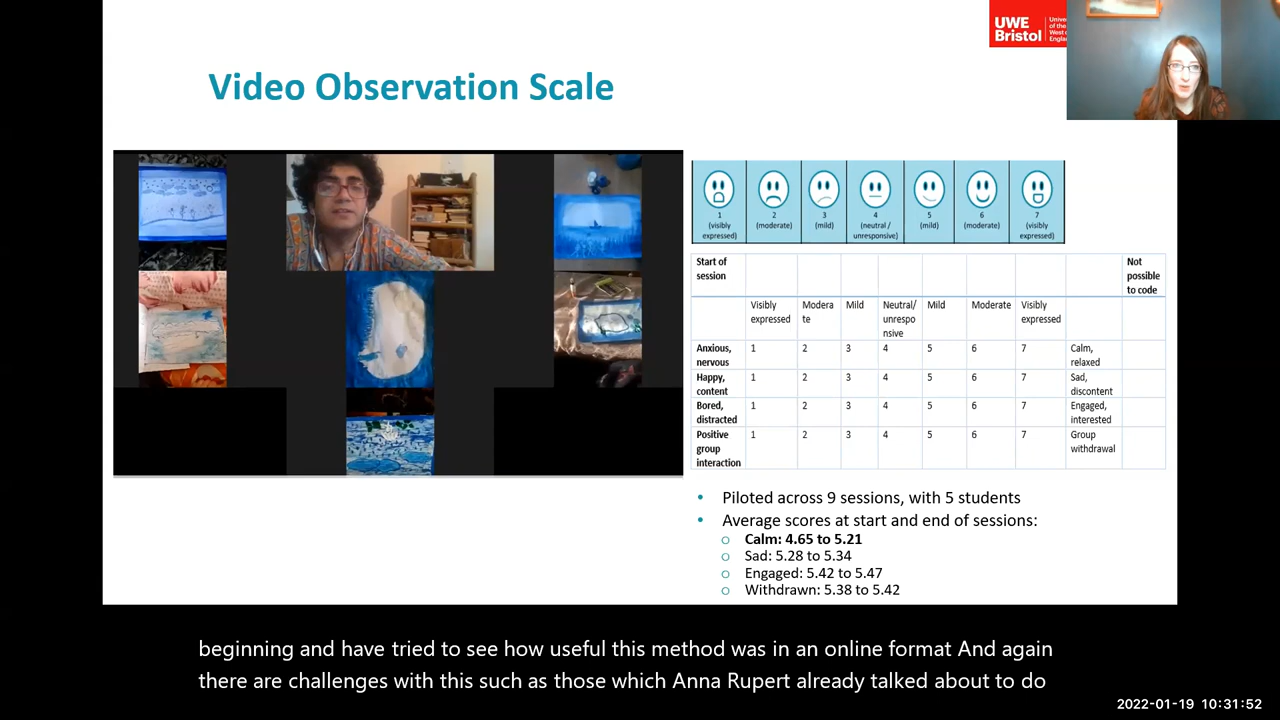 UWE
Bristol
Univer
of the
West o
Englan
Video Observation Scale
1
(visibly
expressed)
2
(moderate)
3
(mild)
4
(neutral /
unresponsive)
5
(mild)
6
(moderate)
7
(visibly
expressed)
Start of
session
Not
possible
to code
Visibly
expressed
Modera
te
Mild
Neutral/
unrespo
nsive
Mild
Moderate
Visibly
expressed
Anxious,
nervous
1 2 3 4 5 6 7
Calm,
relaxed
Happy,
content
1 2 3 4 5 6 7
Sad,
discontent
Bored,
distracted
1 2 3 4 5 6 7
Engaged,
interested
Positive
group
interaction
1 2 3 4 5 6 7
Group
withdrawal
• Piloted across 9 sessions, with 5 students
• Average scores at start and end of sessions:
o Calm: 4.65 to 5.21
o Sad: 5.28 to 5.34
o Engaged: 5.42 to 5.47
o Withdrawn: 5.38 to 5.42
beginning and have tried to see how useful this method was in an online format And again
there are challenges with this such as those which Anna Rupert already talked about to do
2022-01-19 10:31:52